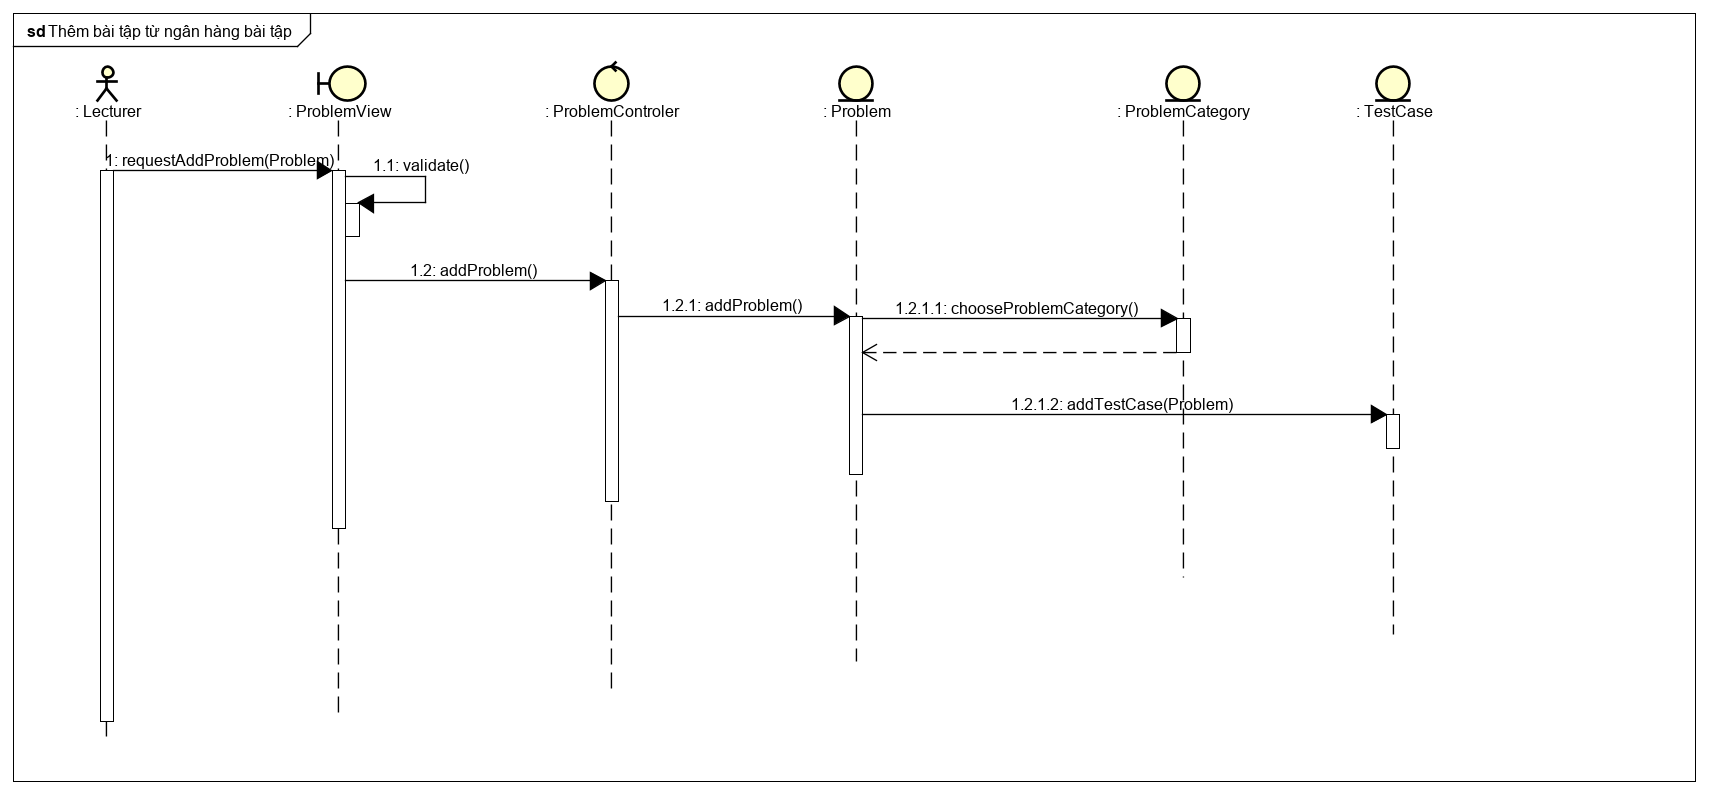 sd Thêm bài tập từ ngân hàng bài tập
: Lecturer
: ProblemView
: ProblemControler
: Problem
: ProblemCategory
: TestCase
1: requestAddProblem(Problem)
1.1: validate()
1.2: addProblem()
1.2.1: addProblem()
1.2.1.1: chooseProblemCategory()
1.2.1.2: addTestCase(Problem)